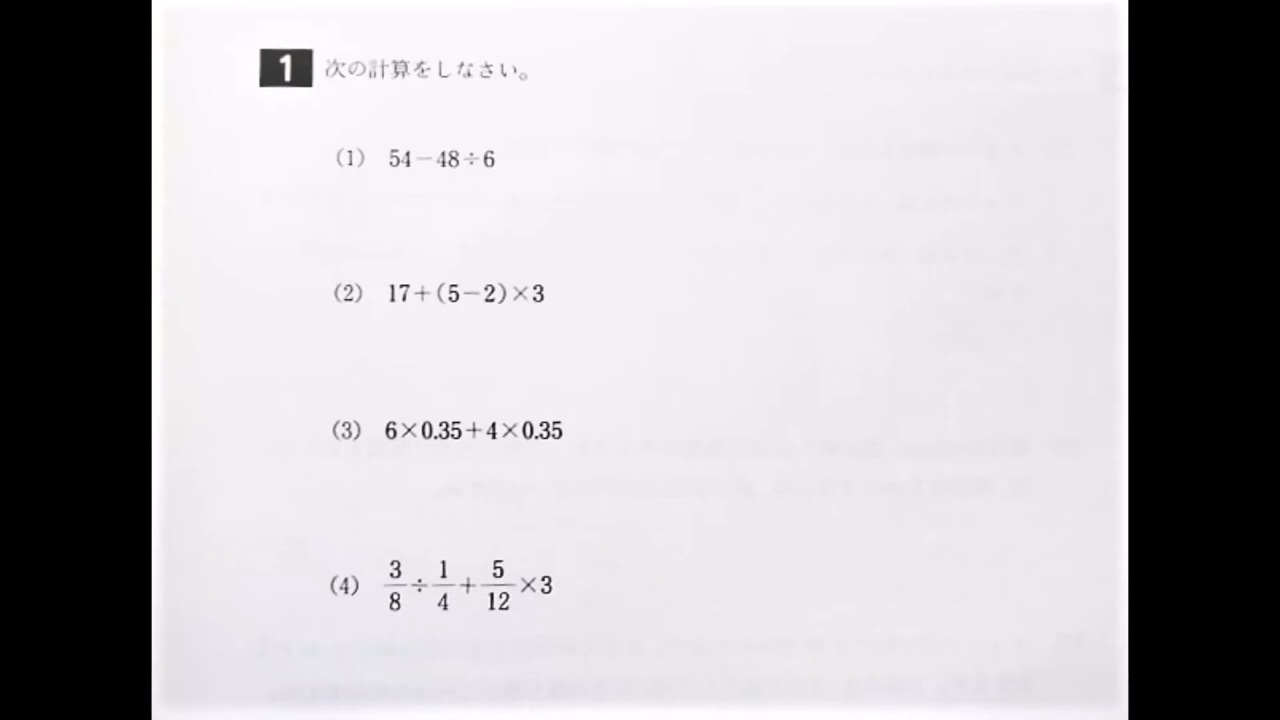 1 次の計算をしなさい。
(1) 54－48÷6
(2) 17＋(5－2)×3
(3) 6×0.35＋4×0.35
(4) 3/8÷1/4＋5/12×3